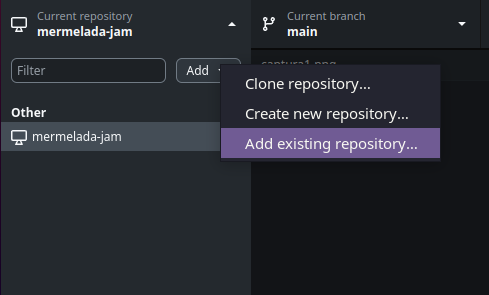 Current repository
mermelada-jam
Current branch
main
Filter
Add
captura1.png
Clone repository...
Create new repository...
Add existing repository...
Other
mermelada-jam